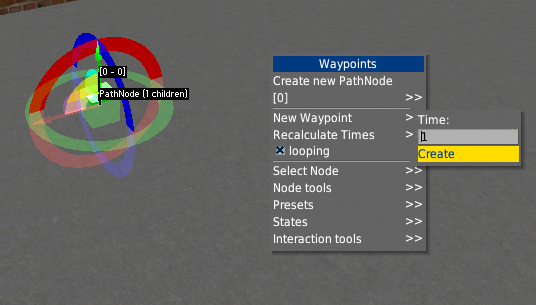 [0 - 0]
PathNode (1 children)
Waypoints
Create new PathNode
[0] >>
New Waypoint >
Recalculate Times >
looping
Select Node >>
Node tools >>
Presets >>
States >>
Interaction tools >>
Time:
1
Create